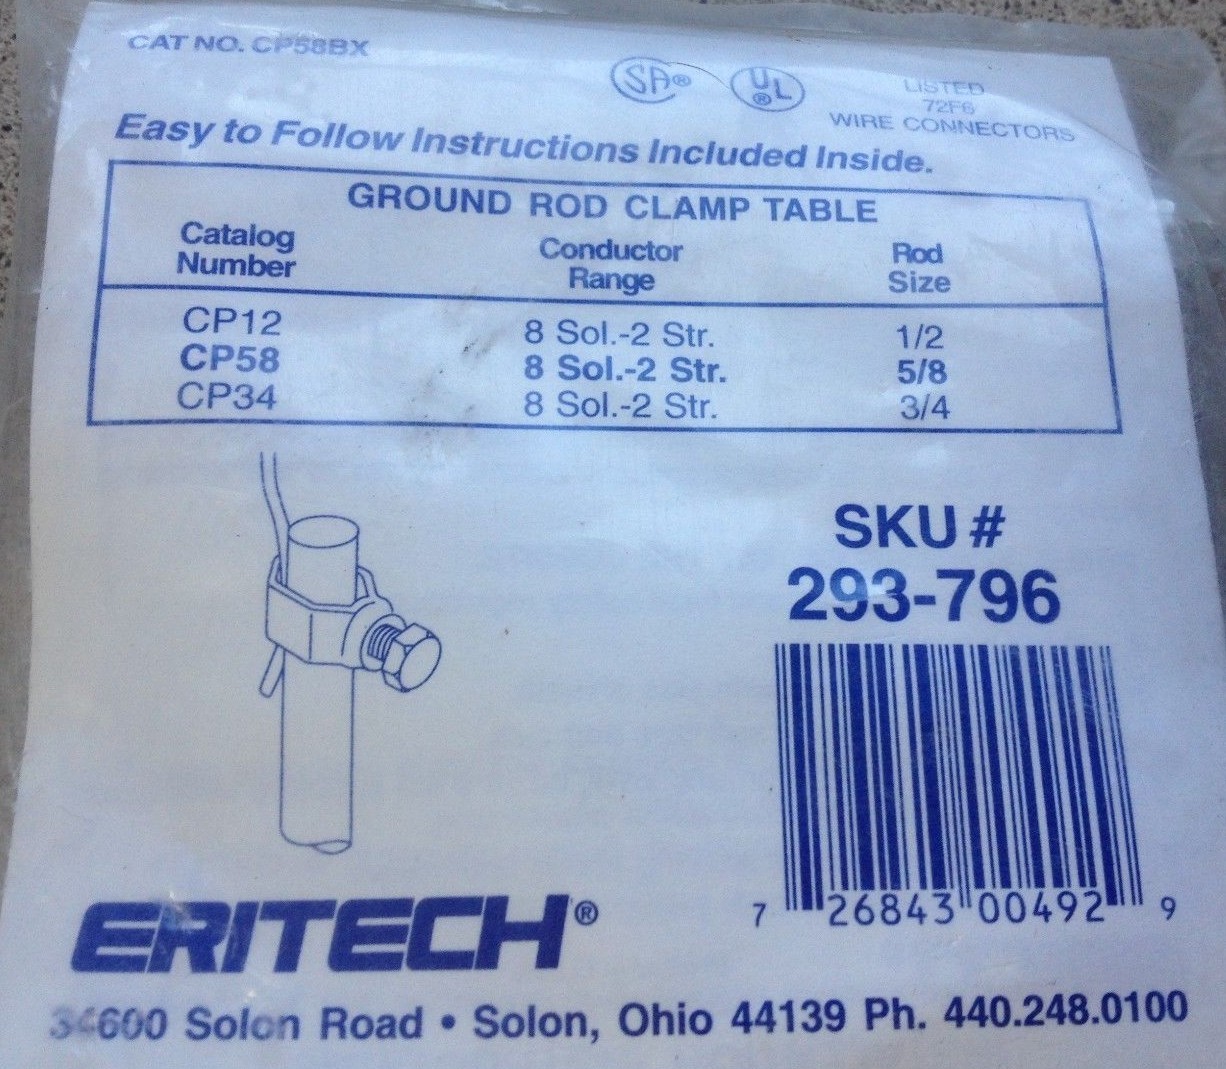 CAT NO. CP58BX
SA®
UL®
LISTED
72F6
WIRE CONNECTORS
Easy to Follow Instructions Included Inside.
GROUND ROD CLAMP TABLE
Catalog Number Conductor Range Rod Size
CP12 8 Sol.-2 Str. 1/2
CP58 8 Sol.-2 Str. 5/8
CP34 8 Sol.-2 Str. 3/4
SKU #
293-796
7 26843 00492 9
ERITECH®
34600 Solon Road • Solon, Ohio 44139 Ph. 440.248.0100